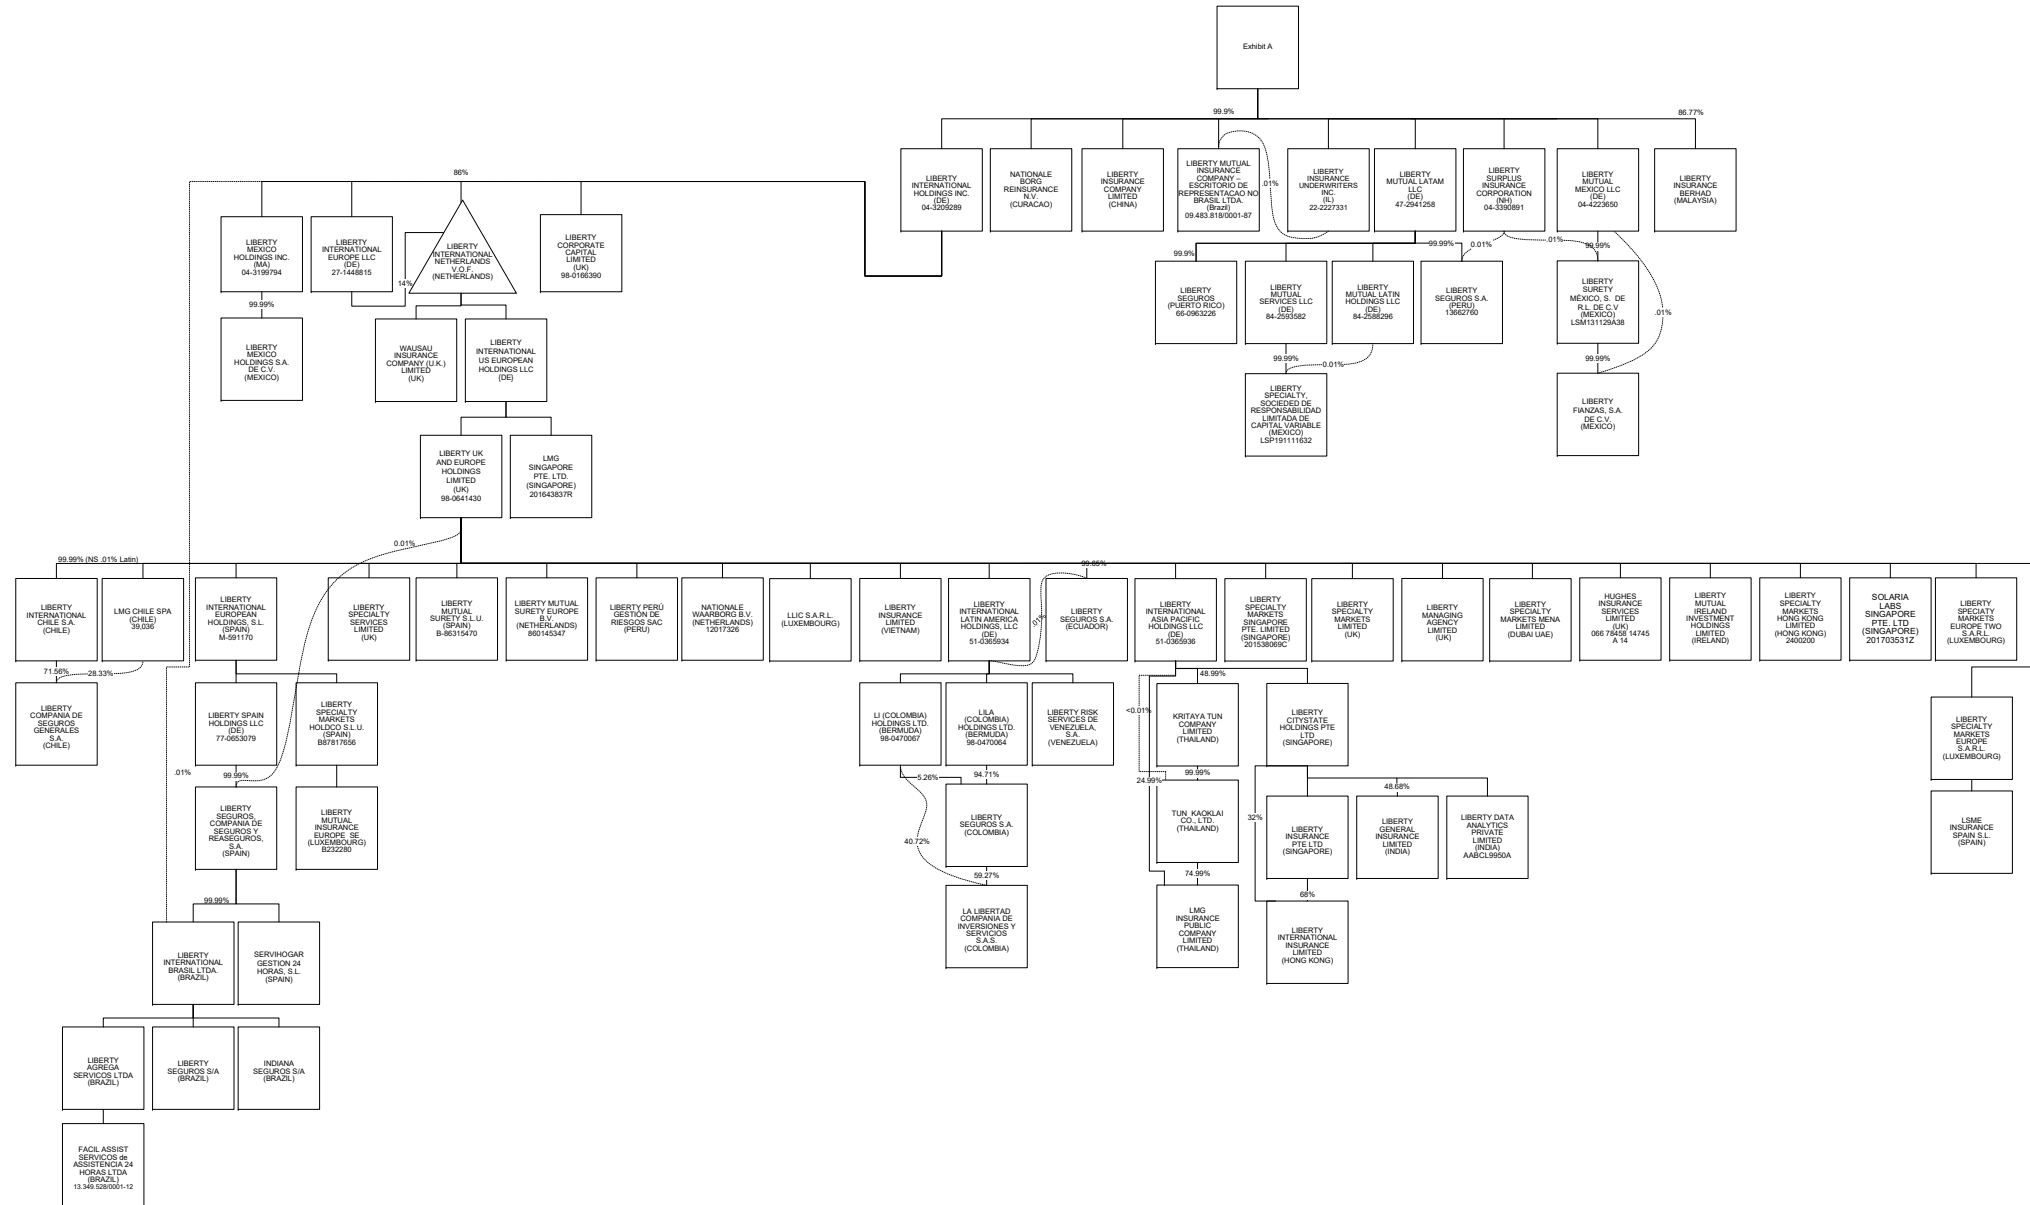 Exhibit A
99.9%
86.77%
LIBERTY
INTERNATIONAL
HOLDINGS INC.
(DE)
04-3209289
NATIONALE
BORG
REINSURANCE
N.V.
(CURACAO)
LIBERTY
INSURANCE
COMPANY
LIMITED
(CHINA)
LIBERTY MUTUAL
INSURANCE
COMPANY –
ESCRITORIO DE
REPRESENTACAO NO
BRASIL LTDA.
(Brazil)
09.483.818/0001-87
.01%
LIBERTY
INSURANCE
UNDERWRITERS
INC.
(IL)
22-2227331
LIBERTY
MUTUAL LATAM
LLC
(DE)
47-2941258
LIBERTY
SURPLUS
INSURANCE
CORPORATION
(NH)
04-3390891
LIBERTY
MUTUAL
MEXICO LLC
(DE)
04-4223650
LIBERTY
INSURANCE
BERHAD
(MALAYSIA)
86%
LIBERTY
MEXICO
HOLDINGS INC.
(MA)
04-3199794
LIBERTY
INTERNATIONAL
EUROPE LLC
(DE)
27-1448815
14%
LIBERTY
INTERNATIONAL
NETHERLANDS
V.O.F.
(NETHERLANDS)
LIBERTY
CORPORATE
CAPITAL
LIMITED
(UK)
98-0166390
99.9%
99.99%
0.01%
.01%
99.99%
LIBERTY
SEGUROS
(PUERTO RICO)
66-0963226
LIBERTY
MUTUAL
SERVICES LLC
(DE)
84-2593582
LIBERTY
MUTUAL LATIN
HOLDINGS LLC
(DE)
84-2588296
LIBERTY
SEGUROS S.A.
(PERU)
13662760
LIBERTY
SURETY
MÉXICO, S. DE
R.L. DE C.V
(MEXICO)
LSM131129A38
.01%
99.99%
LIBERTY
MEXICO
HOLDINGS S.A.
DE C.V.
(MEXICO)
WAUSAU
INSURANCE
COMPANY (U.K.)
LIMITED
(UK)
LIBERTY
INTERNATIONAL
US EUROPEAN
HOLDINGS LLC
(DE)
99.99%
0.01%
99.99%
LIBERTY
SPECIALTY,
SOCIEDED DE
RESPONSABILIDAD
LIMITADA DE
CAPITAL VARIABLE
(MEXICO)
LSP191111632
LIBERTY
FIANZAS, S.A.
DE C.V.
(MEXICO)
LIBERTY UK
AND EUROPE
HOLDINGS
LIMITED
(UK)
98-0641430
LMG
SINGAPORE
PTE. LTD.
(SINGAPORE)
201643837R
0.01%
99.99% (NS .01% Latin)
99.65%
LIBERTY
INTERNATIONAL
CHILE S.A.
(CHILE)
LMG CHILE SPA
(CHILE)
39,036
LIBERTY
INTERNATIONAL
EUROPEAN
HOLDINGS, S.L.
(SPAIN)
M-591170
LIBERTY
SPECIALTY
SERVICES
LIMITED
(UK)
LIBERTY
MUTUAL
SURETY S.L.U.
(SPAIN)
B-86315470
LIBERTY MUTUAL
SURETY EUROPE
B.V.
(NETHERLANDS)
860145347
LIBERTY PERÚ
GESTIÓN DE
RIESGOS SAC
(PERU)
NATIONALE
WAARBORG B.V.
(NETHERLANDS)
12017326
LLIC S.A.R.L.
(LUXEMBOURG)
LIBERTY
INSURANCE
LIMITED
(VIETNAM)
LIBERTY
INTERNATIONAL
LATIN AMERICA
HOLDINGS, LLC
(DE)
51-0365934
.01%
LIBERTY
SEGUROS S.A.
(ECUADOR)
LIBERTY
INTERNATIONAL
ASIA PACIFIC
HOLDINGS LLC
(DE)
51-0365936
LIBERTY
SPECIALTY
MARKETS
SINGAPORE
PTE. LIMITED
(SINGAPORE)
201538069C
LIBERTY
SPECIALTY
MARKETS
LIMITED
(UK)
LIBERTY
MANAGING
AGENCY
LIMITED
(UK)
LIBERTY
SPECIALTY
MARKETS MENA
LIMITED
(DUBAI UAE)
HUGHES
INSURANCE
SERVICES
LIMITED
(UK)
066 78458 14745
A 14
LIBERTY
MUTUAL
IRELAND
INVESTMENT
HOLDINGS
LIMITED
(IRELAND)
LIBERTY
SPECIALTY
MARKETS
HONG KONG
LIMITED
(HONG KONG)
2400200
SOLARIA
LABS
SINGAPORE
PTE. LTD
(SINGAPORE)
201703531Z
LIBERTY
SPECIATY
MARKETS
EUROPE TWO
S.A.R.L.
(LUXEMBOURG)
71.56%
28.33%
LIBERTY
COMPANIA DE
SEGUROS
GENERALES
S.A.
(CHILE)
LIBERTY SPAIN
HOLDINGS LLC
(DE)
77-0653079
LIBERTY
SPECIALTY
MARKETS
HOLDCO S.L.U.
(SPAIN)
B87817656
LI (COLOMBIA)
HOLDINGS LTD.
(BERMUDA)
98-0470067
LILA
(COLOMBIA)
HOLDINGS LTD.
(BERMUDA)
98-0470064
LIBERTY RISK
SERVICES DE
VENEZUELA,
S.A.
(VENEZUELA)
<0.01%
48.99%
KRITAYA TUN
COMPANY
LIMITED
(THAILAND)
LIBERTY
CITYSTATE
HOLDINGS PTE
LTD
(SINGAPORE)
LIBERTY
SPECIALTY
MARKETS
EUROPE
S.A.R.L.
(LUXEMBOURG)
.01%
99.99%
5.26%
94.71%
24.99%
99.99%
48.68%
LIBERTY
SEGUROS,
COMPANIA DE
SEGUROS Y
REASEGUROS,
S.A.
(SPAIN)
LIBERTY
MUTUAL
INSURANCE
EUROPE SE
(LUXEMBOURG)
B232280
40.72%
LIBERTY
SEGUROS S.A.
(COLOMBIA)
TUN KAOKLAI
CO., LTD.
(THAILAND)
32%
LIBERTY
INSURANCE
PTE LTD
(SINGAPORE)
LIBERTY
GENERAL
INSURANCE
LIMITED
(INDIA)
LIBERTY DATA
ANALYTICS
PRIVATE
LIMITED
(INDIA)
AABCL9950A
LSME
INSURANCE
SPAIN S.L.
(SPAIN)
59.27%
74.99%
68%
LA LIBERTAD
COMPANIA DE
INVERSIONES Y
SERVICIOS
S.A.S.
(COLOMBIA)
LMG
INSURANCE
PUBLIC
COMPANY
LIMITED
(THAILAND)
LIBERTY
INTERNATIONAL
INSURANCE
LIMITED
(HONG KONG)
99.99%
LIBERTY
INTERNATIONAL
BRASIL LTDA.
(BRAZIL)
SERVIHOGAR
GESTION 24
HORAS, S.L.
(SPAIN)
LIBERTY
AGREGA
SERVICOS LTDA
(BRAZIL)
LIBERTY
SEGUROS S/A
(BRAZIL)
INDIANA
SEGUROS S/A
(BRAZIL)
FACIL ASSIST
SERVICOS de
ASSISTENCIA 24
HORAS LTDA
(BRAZIL)
13.349.528/0001-12